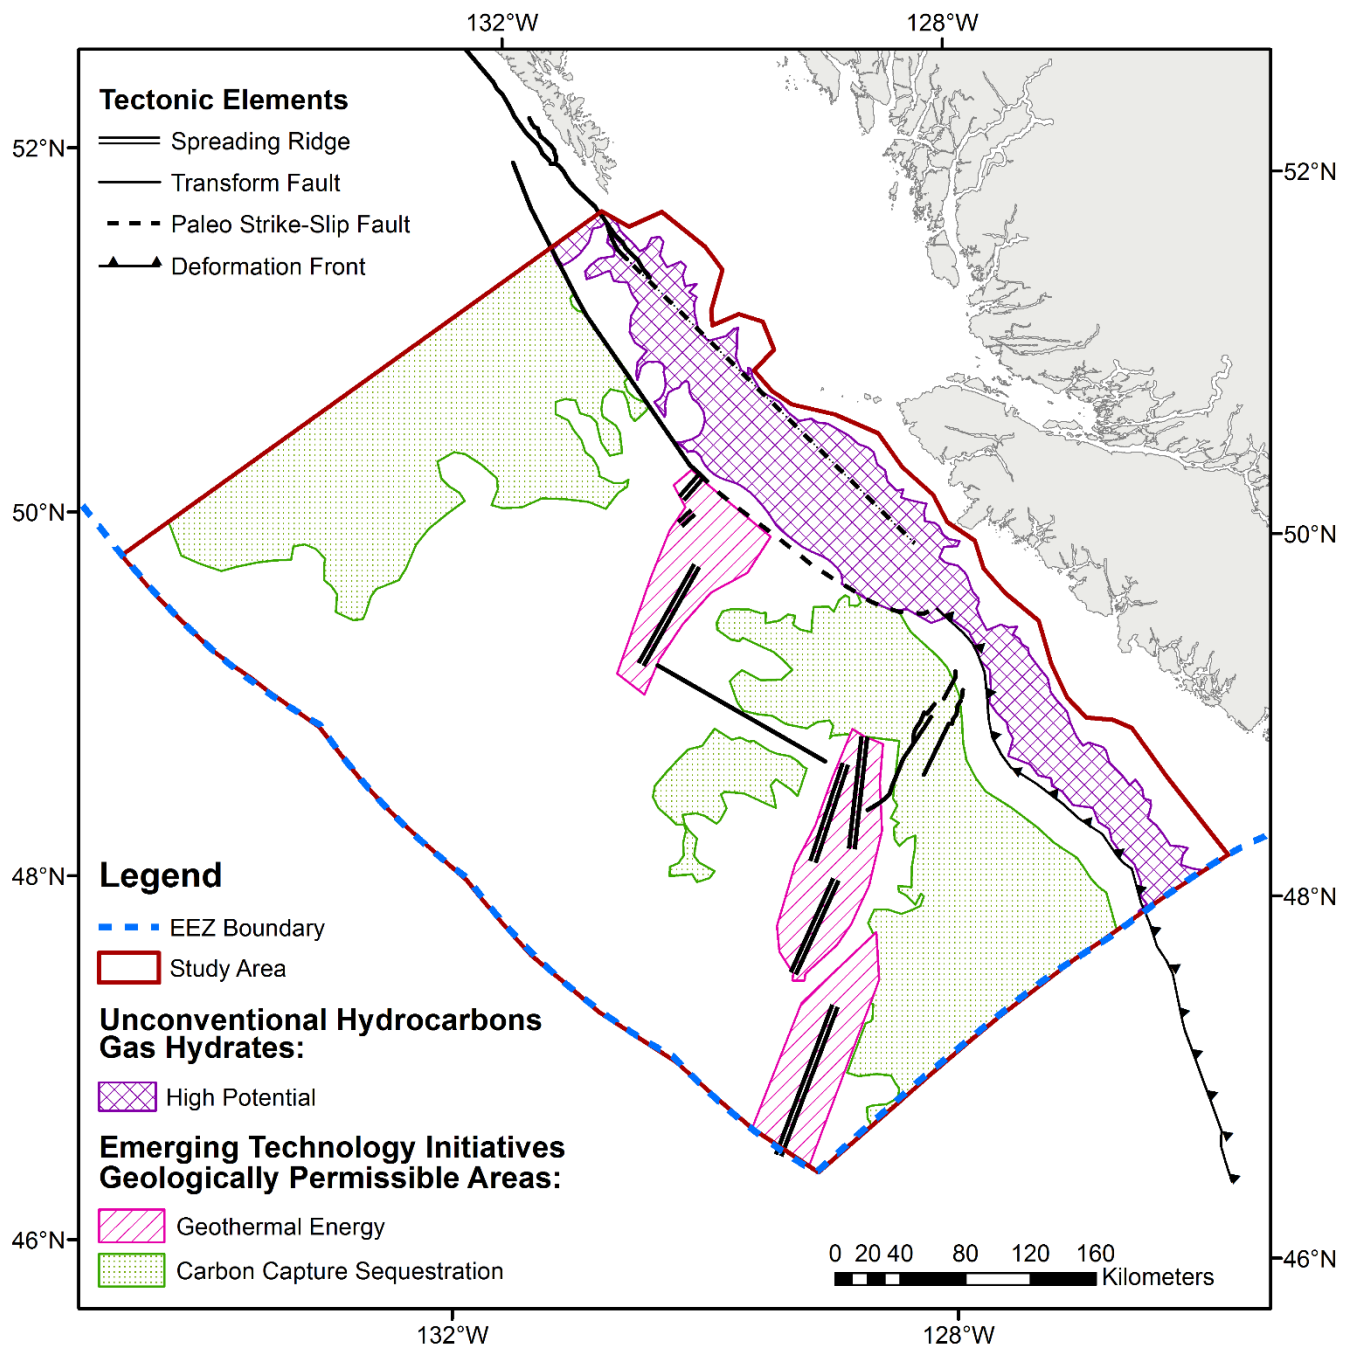 132°W 128°W
Tectonic Elements
Spreading Ridge
Transform Fault
Paleo Strike-Slip Fault
Deformation Front
52°N 52°N
50°N 50°N
48°N 48°N
Legend
EEZ Boundary
Study Area
Unconventional Hydrocarbons
Gas Hydrates:
High Potential
Emerging Technology Initiatives
Geologically Permissible Areas:
Geothermal Energy
Carbon Capture Sequestration
46°N 46°N
0 20 40 80 120 160
Kilometers
132°W 128°W